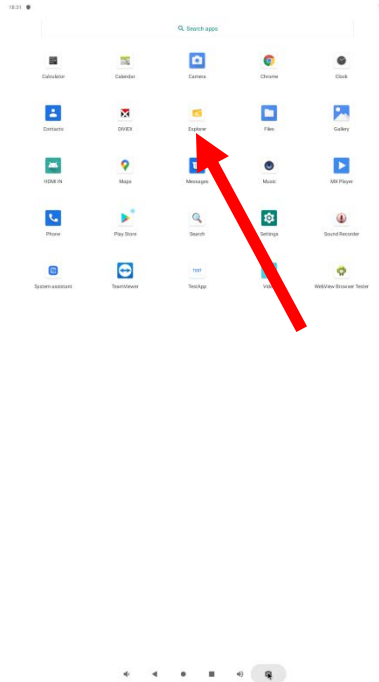 18:31
Search apps
Calculator Calendar Camera Chrome Clock
Contacts DIVEX Explorer Files Gallery
HDMI IN Maps Messages Music MX Player
Phone Play Store Search Settings Sound Recorder
System assistant TeamViewer TestApp WebView Browser Tester